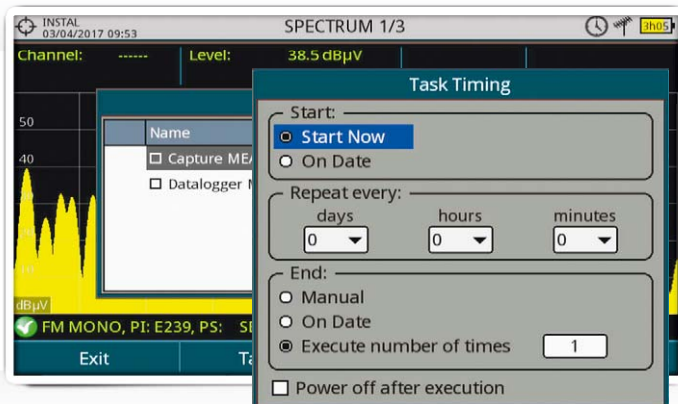 INSTAL
03/04/2017 09:53
SPECTRUM 1/3
3h05
Channel: ------ Level: 38.5 dBµV
Task Timing
50
40
10
dBµV
Name
Capture
Datalogger
Start:
Start Now
On Date
Repeat every:
days hours minutes
0 0 0
End:
Manual
On Date
Execute number of times 1
Power off after execution
FM MONO, PI: E239, PS:
Exit